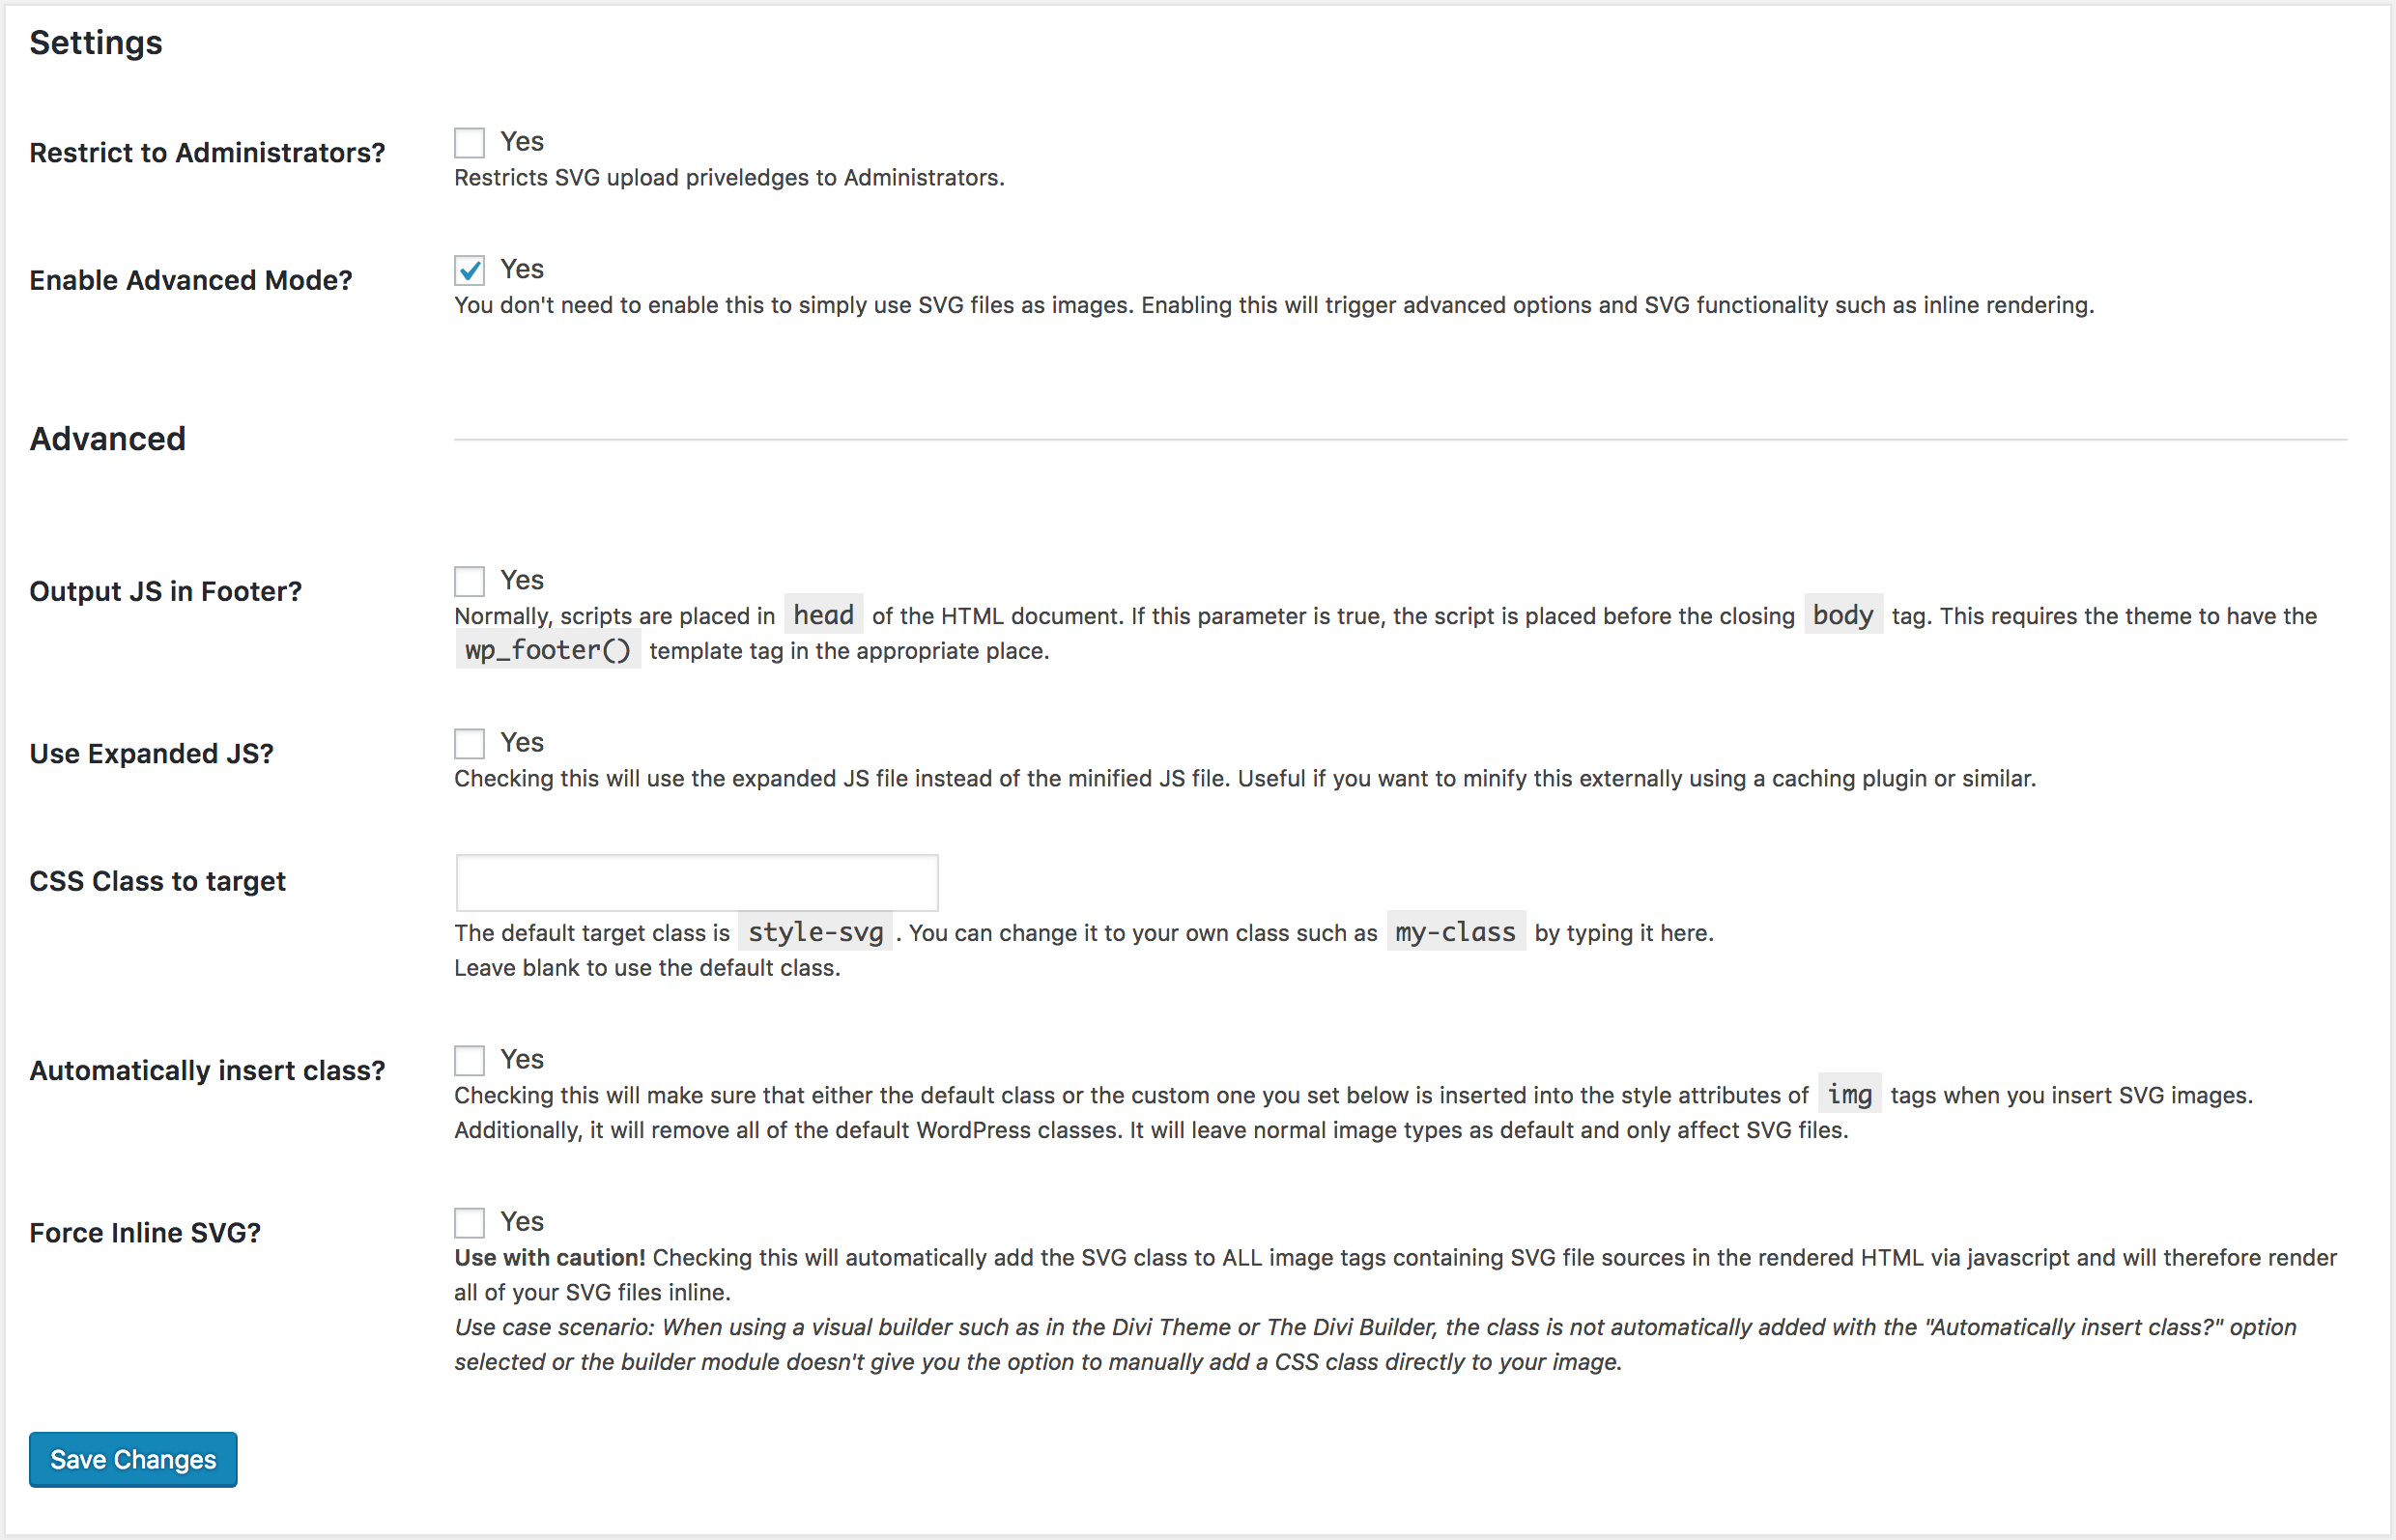 Settings
Restrict to Administrators?
Yes
Restricts SVG upload priveledges to Administrators.
Enable Advanced Mode?
Yes
You don't need to enable this to simply use SVG files as images. Enabling this will trigger advanced options and SVG functionality such as inline rendering.
Advanced
Output JS in Footer?
Yes
Normally, scripts are placed in head of the HTML document. If this parameter is true, the script is placed before the closing body tag. This requires the theme to have the
wp_footer() template tag in the appropriate place.
Use Expanded JS?
Yes
Checking this will use the expanded JS file instead of the minified JS file. Useful if you want to minify this externally using a caching plugin or similar.
CSS Class to target
The default target class is style-svg . You can change it to your own class such as my-class by typing it here.
Leave blank to use the default class.
Automatically insert class?
Yes
Checking this will make sure that either the default class or the custom one you set below is inserted into the style attributes of img tags when you insert SVG images.
Additionally, it will remove all of the default WordPress classes. It will leave normal image types as default and only affect SVG files.
Force Inline SVG?
Yes
Use with caution! Checking this will automatically add the SVG class to ALL image tags containing SVG file sources in the rendered HTML via javascript and will therefore render
all of your SVG files inline.
Use case scenario: When using a visual builder such as in the Divi Theme or The Divi Builder, the class is not automatically added with the "Automatically insert class?" option
selected or the builder module doesn't give you the option to manually add a CSS class directly to your image.
Save Changes